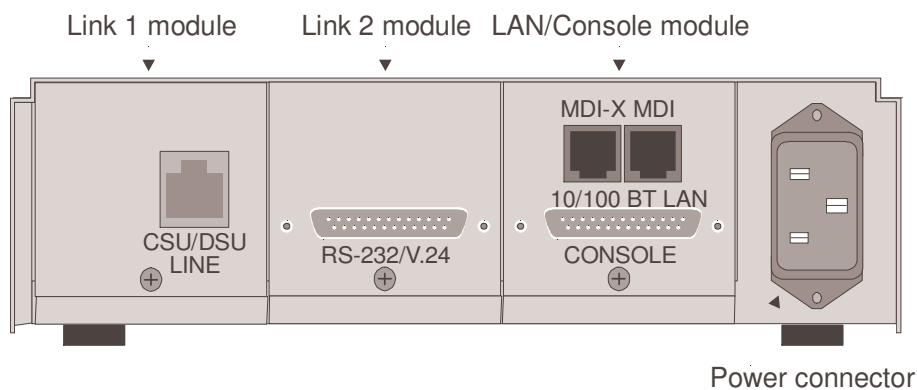 Link 1 module
Link 2 module
LAN/Console module
MDI-X MDI
10/100 BT LAN
CSU/DSU
LINE
RS-232/V.24
CONSOLE
Power connector